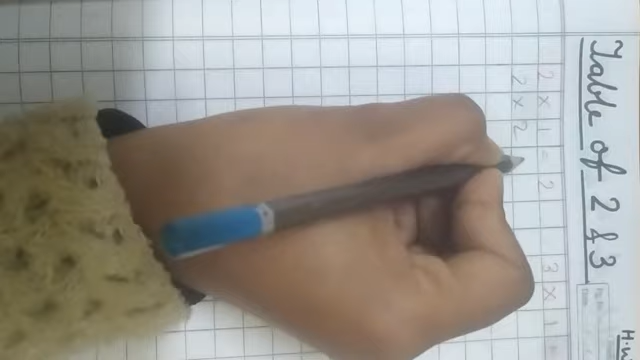 H.W
Table of 2 & 3
2 × 1 = 2 3 × 1 =
2 × 2